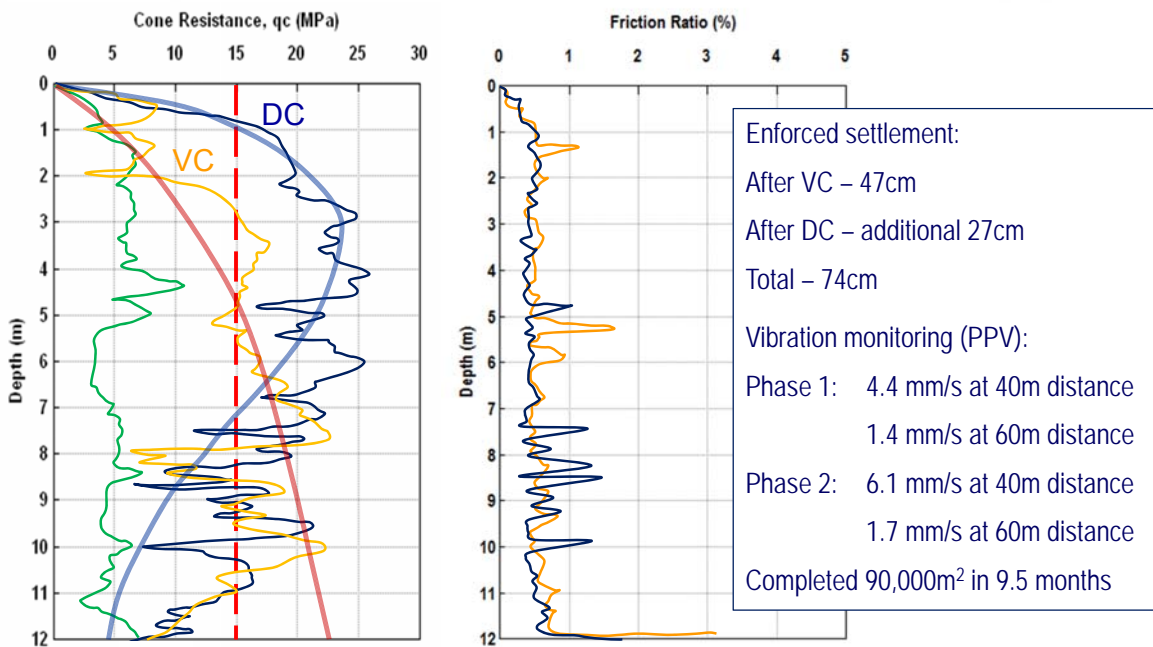 Cone Resistance, qc (MPa)
0 5 10 15 20 25 30
0
1
2
3
4
5
6
7
8
9
10
11
12
Depth (m)
DC
VC
Friction Ratio (%)
0 1 2 3 4 5
0
1
2
3
4
5
6
7
8
9
10
11
12
Depth (m)
Enforced settlement:
After VC – 47cm
After DC – additional 27cm
Total – 74cm
Vibration monitoring (PPV):
Phase 1: 4.4 mm/s at 40m distance
1.4 mm/s at 60m distance
Phase 2: 6.1 mm/s at 40m distance
1.7 mm/s at 60m distance
Completed 90,000m² in 9.5 months